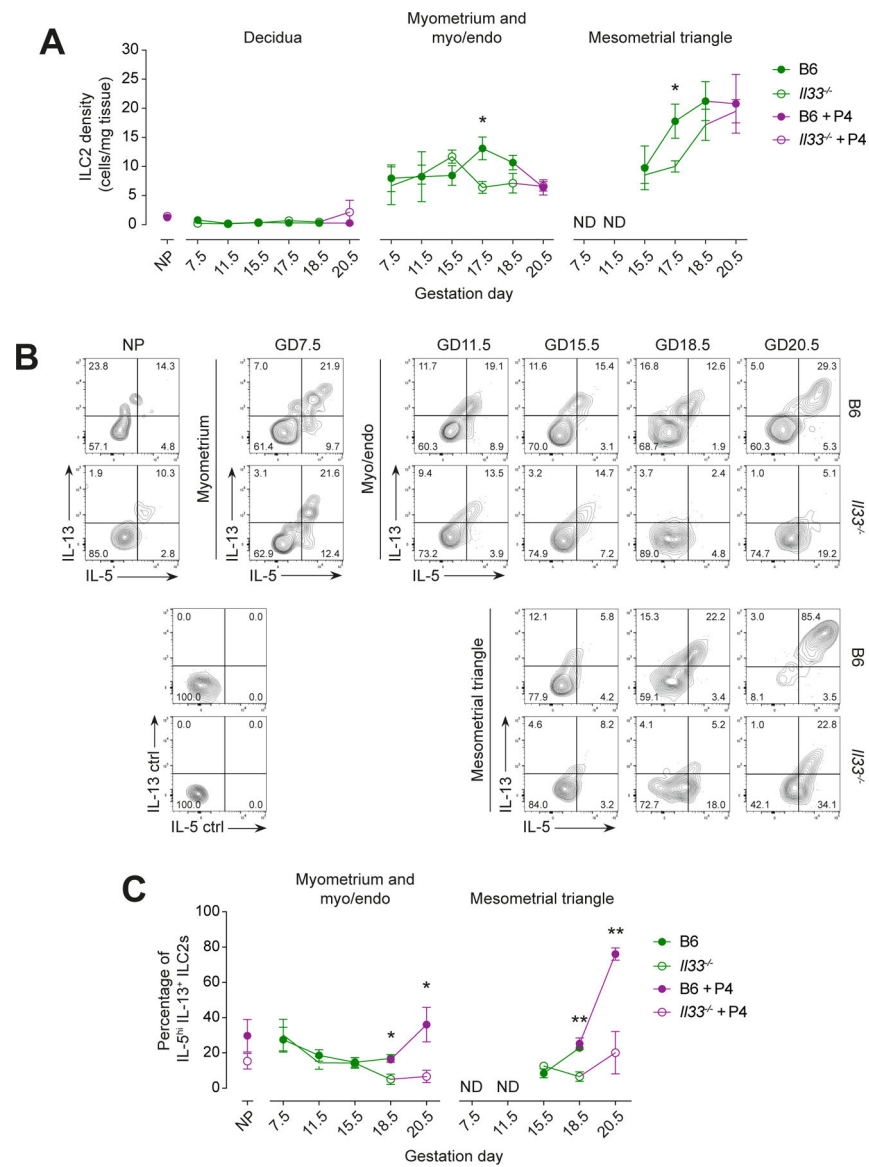 A
Decidua
Myometrium and
myo/endo
Mesometrial triangle
ILC2 density
(cells/mg tissue)
30
25
20
15
10
5
0
*
*
ND ND
NP 7.5 11.5 15.5 17.5 18.5 20.5
7.5 11.5 15.5 17.5 18.5 20.5
7.5 11.5 15.5 17.5 18.5 20.5
Gestation day
B6
Il33-/-
B6 + P4
Il33-/- + P4
B
NP GD7.5 GD11.5 GD15.5 GD18.5 GD20.5
Myometrium
Myo/endo
23.8 14.3 7.0 21.9 11.7 19.1 11.6 15.4 16.8 12.6 5.0 29.3
57.1 4.8 61.4 9.7 60.3 8.9 70.0 3.1 68.7 1.9 60.3 5.3
B6
1.9 10.3 3.1 21.6 9.4 13.5 3.2 14.7 3.7 2.4 1.0 5.1
85.0 2.8 62.9 12.4 73.2 3.9 74.9 7.2 89.0 4.8 74.7 19.2
Il33-/-
IL-13 IL-13 IL-13
IL-5 IL-5 IL-5
Mesometrial triangle
0.0 0.0 12.1 5.8 15.3 22.2 3.0 85.4
100.0 0.0 77.9 4.2 59.1 3.4 8.1 3.5
B6
0.0 0.0 4.6 8.2 4.1 5.2 1.0 22.8
100.0 0.0 84.0 3.2 72.7 18.0 42.1 34.1
Il33-/-
IL-13 ctrl IL-13
IL-5 ctrl IL-5
C
Myometrium and
myo/endo
Mesometrial triangle
Percentage of
IL-5hi IL-13+ ILC2s
100
80
60
40
20
0
*
*
**
**
ND ND
NP 7.5 11.5 15.5 18.5 20.5
7.5 11.5 15.5 18.5 20.5
Gestation day
B6
Il33-/-
B6 + P4
Il33-/- + P4